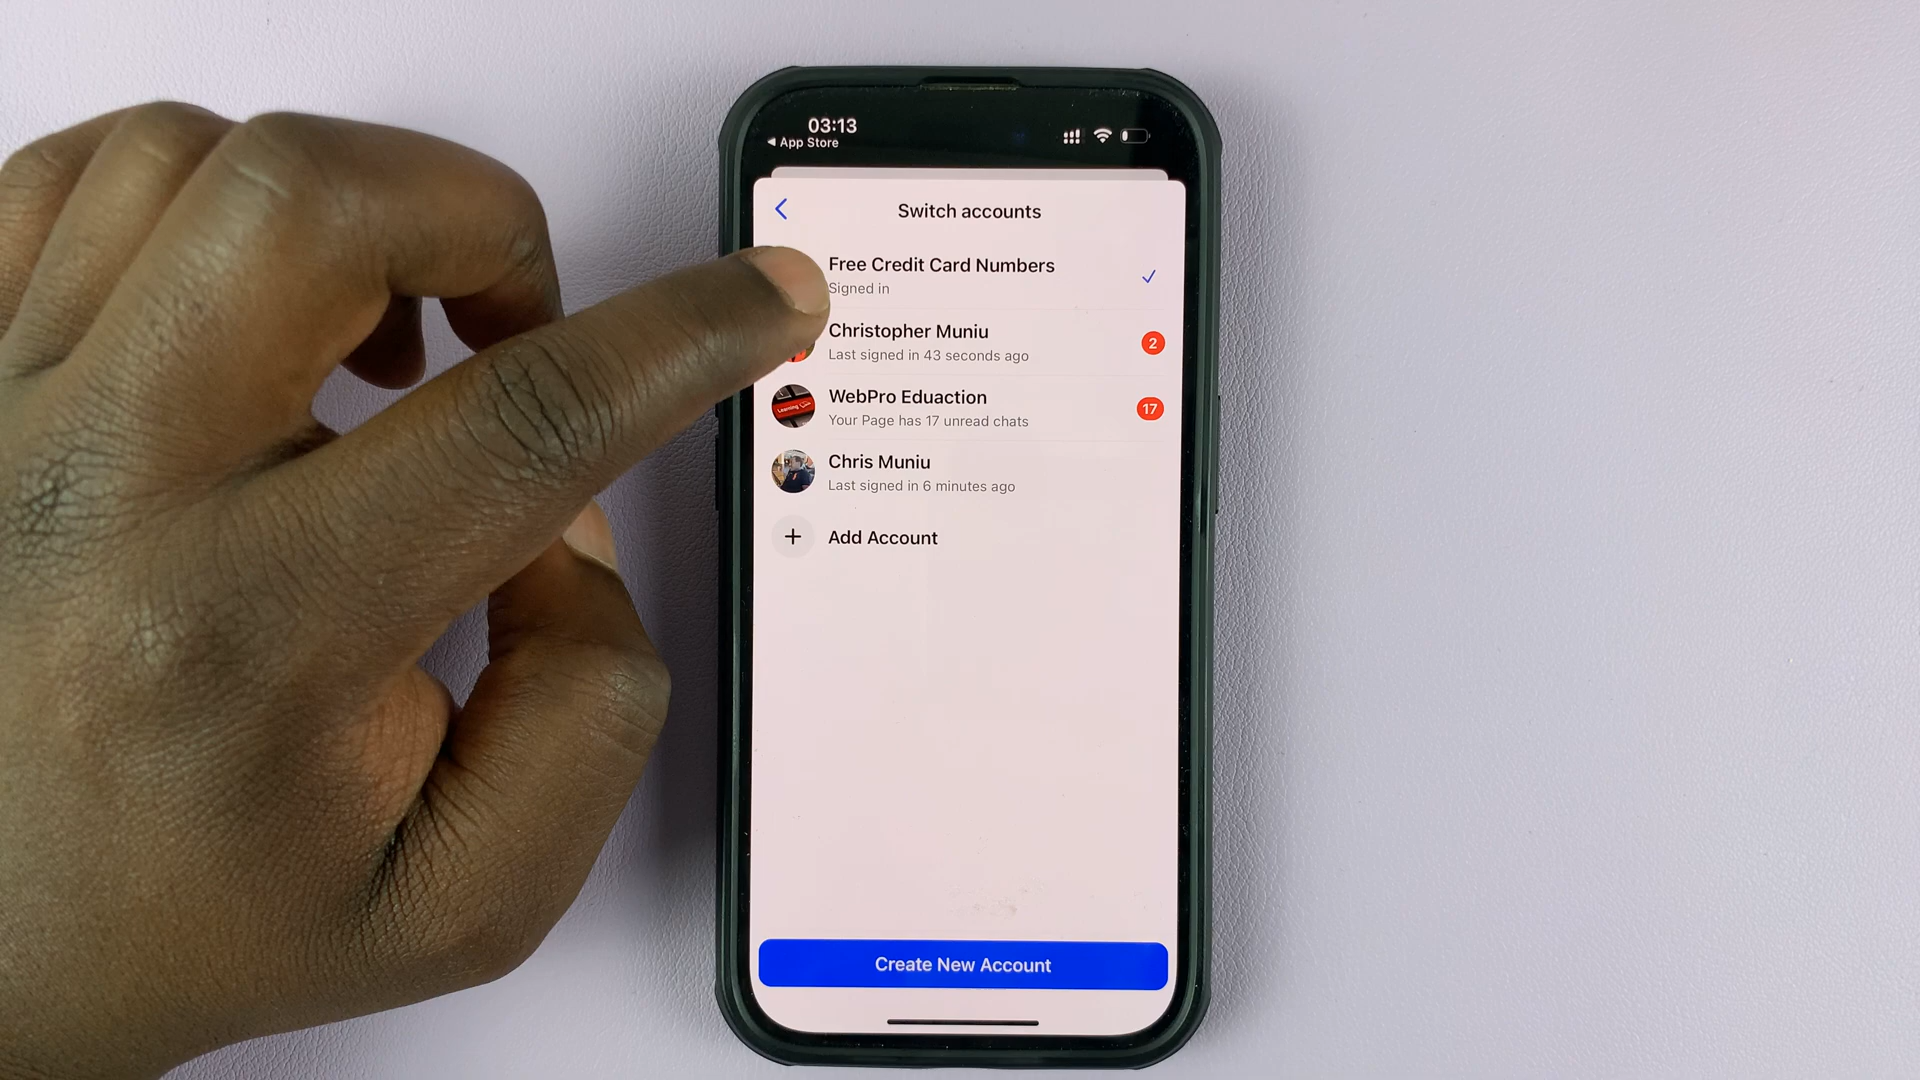 03:13
◀ App Store
Switch accounts
Free Credit Card Numbers
Signed in
Christopher Muniu
Last signed in 43 seconds ago
2
WebPro Eduaction
Your Page has 17 unread chats
17
Learning
Chris Muniu
Last signed in 6 minutes ago
Add Account
Create New Account